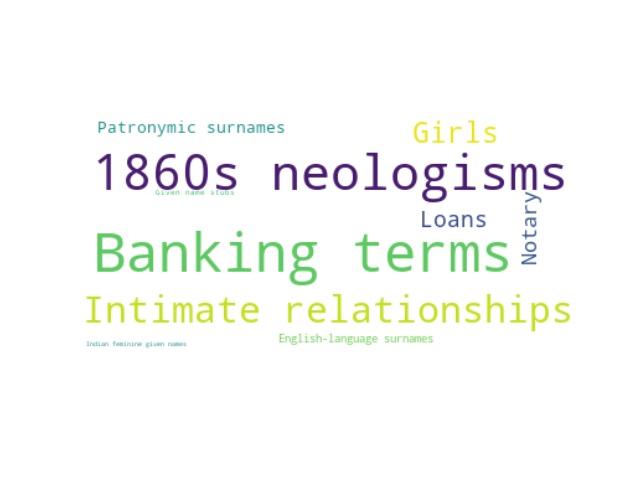 Patronymic surnames
Girls
1860s neologisms
Given name stubs
Loans
Notary
Banking terms
Intimate relationships
English-language surnames
Indian feminine given names